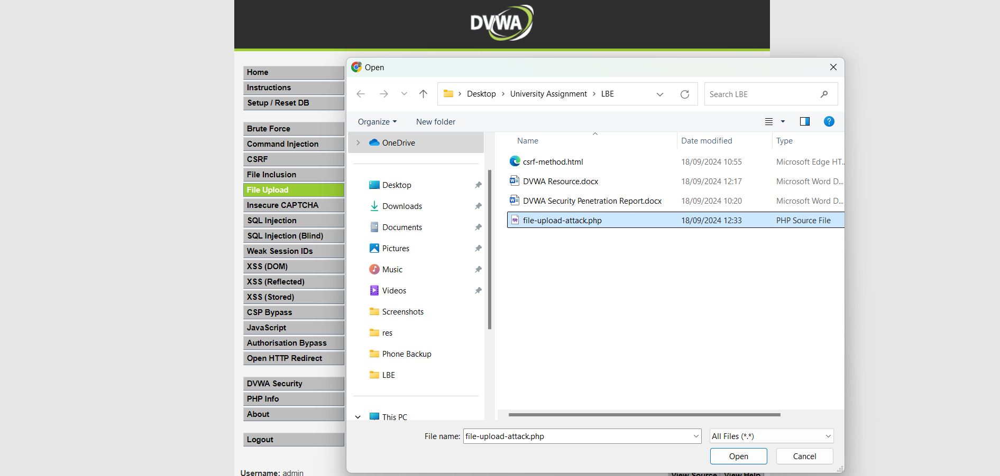 DVWA
Home
Instructions
Setup / Reset DB
Brute Force
Command Injection
CSRF
File Inclusion
File Upload
Insecure CAPTCHA
SQL Injection
SQL Injection (Blind)
Weak Session IDs
XSS (DOM)
XSS (Reflected)
XSS (Stored)
CSP Bypass
JavaScript
Authorisation Bypass
Open HTTP Redirect
DVWA Security
PHP Info
About
Logout
Username: admin
Open
Desktop > University Assignment > LBE
Search LBE
Organize
New folder
OneDrive
Desktop
Downloads
Documents
Pictures
Music
Videos
Screenshots
res
Phone Backup
LBE
This PC
Name Date modified Type
csrf-method.html 18/09/2024 10:55 Microsoft Edge HT...
DVWA Resource.docx 18/09/2024 12:17 Microsoft Word D...
DVWA Security Penetration Report.docx 18/09/2024 10:20 Microsoft Word D...
file-upload-attack.php 18/09/2024 12:33 PHP Source File
File name: file-upload-attack.php All Files (*.*)
Open Cancel
View Source View Help